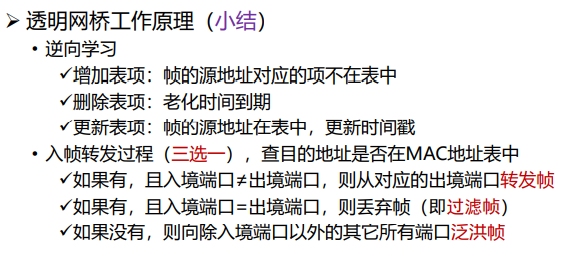 ➢ 透明网桥工作原理（小结）
• 逆向学习
✓增加表项：帧的源地址对应的项不在表中
✓删除表项：老化时间到期
✓更新表项：帧的源地址在表中，更新时间戳
• 入帧转发过程（三选一），查目的地址是否在MAC地址表中
✓如果有，且入境端口≠出境端口，则从对应的出境端口转发帧
✓如果有，且入境端口=出境端口，则丢弃帧（即过滤帧）
✓如果没有，则向除入境端口以外的其它所有端口泛洪帧